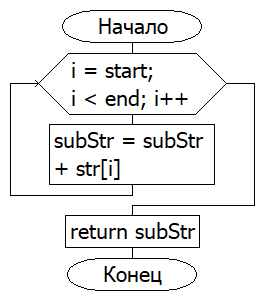 Начало
i = start;
i < end; i++
subStr = subStr
+ str[i]
return subStr
Конец